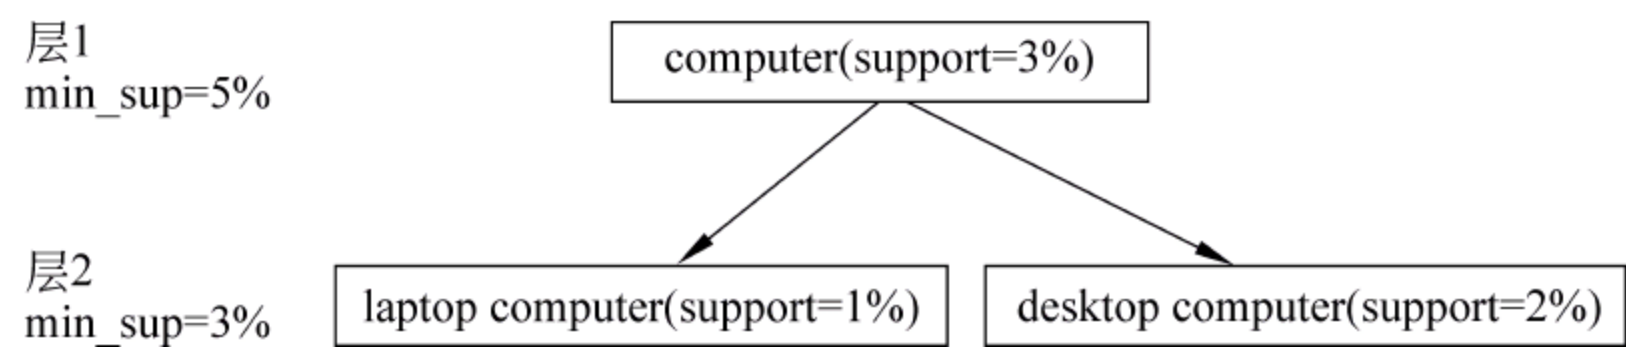 层1
min_sup=5%
computer(support=3%)
层2
min_sup=3%
laptop computer(support=1%)
desktop computer(support=2%)